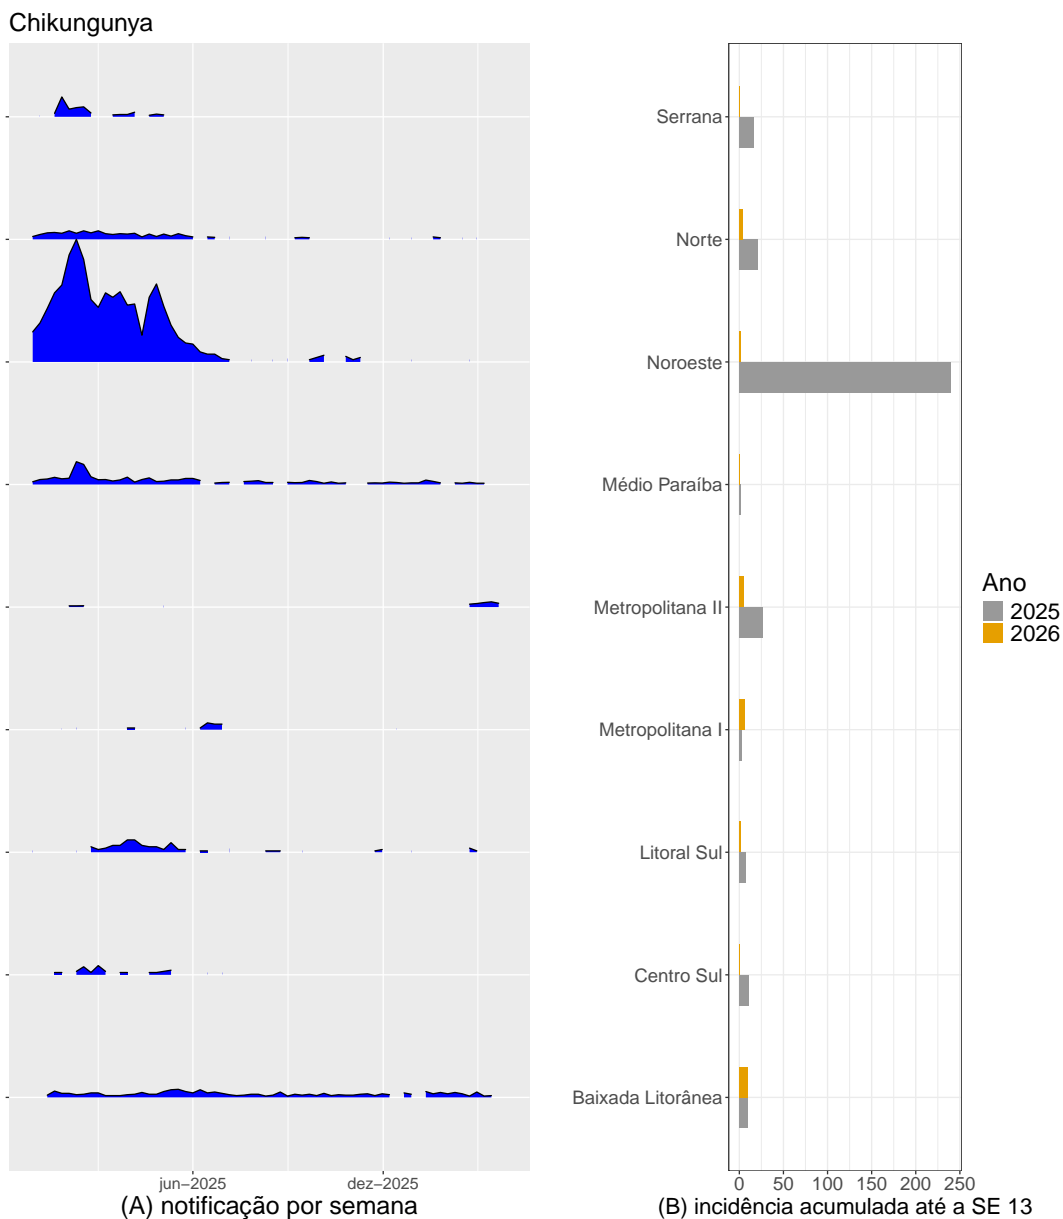 Chikungunya
Serrana
Norte
Noroeste
Médio Paraíba
Metropolitana II
Metropolitana I
Litoral Sul
Centro Sul
Baixada Litorânea
jun−2025
dez−2025
(A) notificação por semana
0 50 100 150 200 250
(B) incidência acumulada até a SE 13
Ano
2025
2026